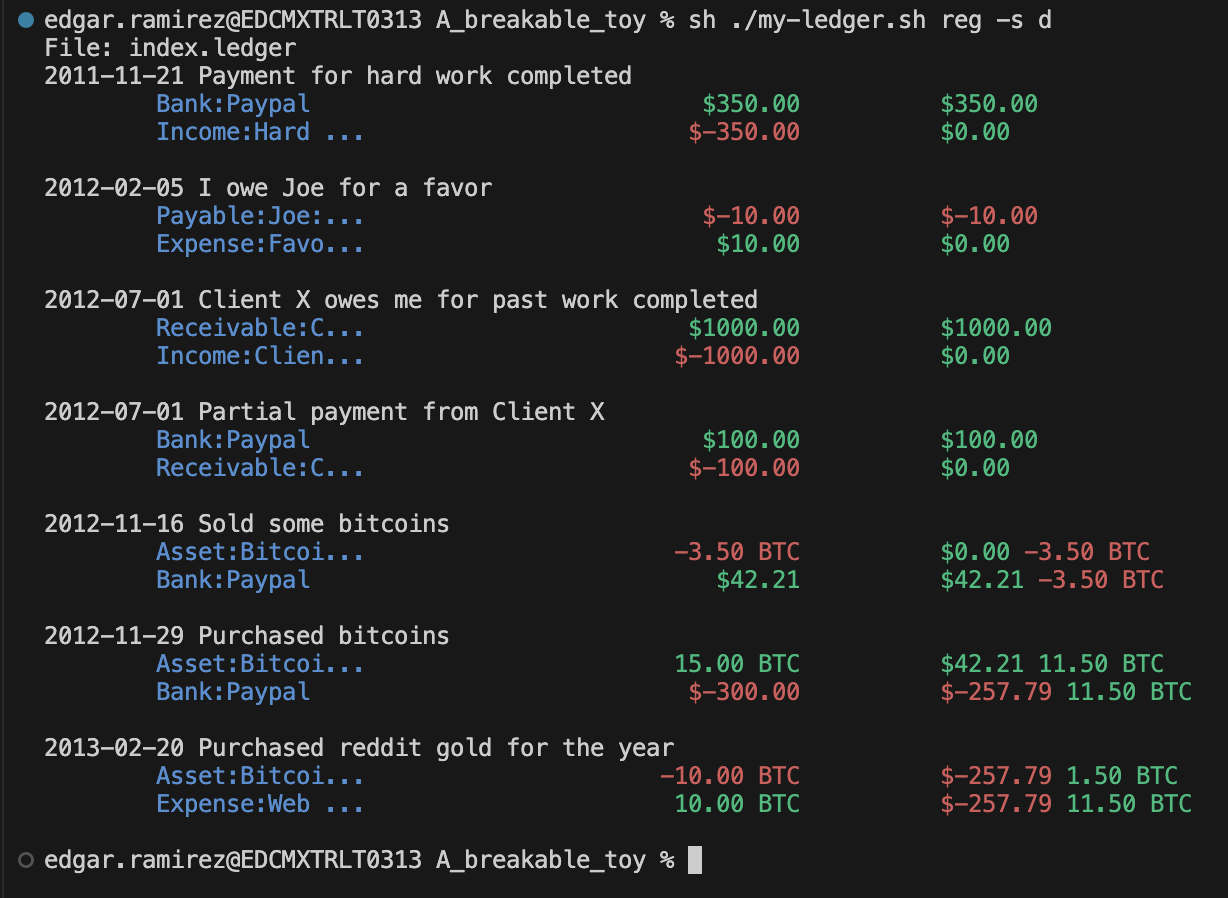 edgar.ramirez@EDCMXTRLT0313 A_breakable_toy % sh ./my-ledger.sh reg -s d
File: index.ledger
2011-11-21 Payment for hard work completed
Bank:Paypal $350.00 $350.00
Income:Hard ... $-350.00 $0.00
2012-02-05 I owe Joe for a favor
Payable:Joe:... $-10.00 $-10.00
Expense:Favo... $10.00 $0.00
2012-07-01 Client X owes me for past work completed
Receivable:C... $1000.00 $1000.00
Income:Clien... $-1000.00 $0.00
2012-07-01 Partial payment from Client X
Bank:Paypal $100.00 $100.00
Receivable:C... $-100.00 $0.00
2012-11-16 Sold some bitcoins
Asset:Bitcoi... -3.50 BTC $0.00 -3.50 BTC
Bank:Paypal $42.21 $42.21 -3.50 BTC
2012-11-29 Purchased bitcoins
Asset:Bitcoi... 15.00 BTC $42.21 11.50 BTC
Bank:Paypal $-300.00 $-257.79 11.50 BTC
2013-02-20 Purchased reddit gold for the year
Asset:Bitcoi... -10.00 BTC $-257.79 1.50 BTC
Expense:Web ... 10.00 BTC $-257.79 11.50 BTC
edgar.ramirez@EDCMXTRLT0313 A_breakable_toy %